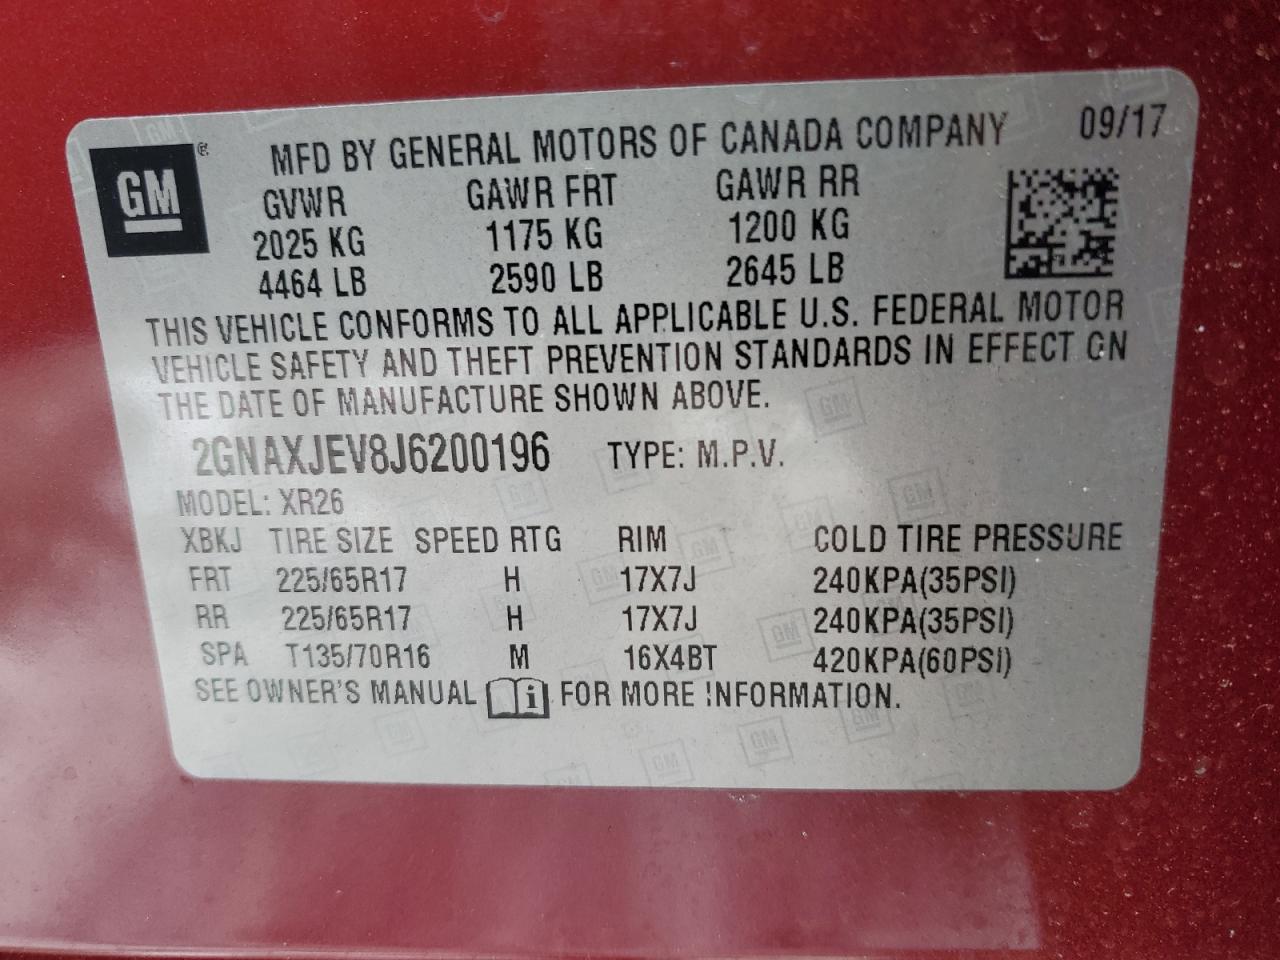 GM ® MFD BY GENERAL MOTORS OF CANADA COMPANY 09/17
GVWR GAWR FRT GAWR RR
2025 KG 1175 KG 1200 KG
4464 LB 2590 LB 2645 LB
THIS VEHICLE CONFORMS TO ALL APPLICABLE U.S. FEDERAL MOTOR
VEHICLE SAFETY AND THEFT PREVENTION STANDARDS IN EFFECT ON
THE DATE OF MANUFACTURE SHOWN ABOVE.
2GNAXJEV8J6200196 TYPE: M.P.V.
MODEL: XR26
XBKJ TIRE SIZE SPEED RTG RIM COLD TIRE PRESSURE
FRT 225/65R17 H 17X7J 240KPA(35PSI)
RR 225/65R17 H 17X7J 240KPA(35PSI)
SPA T135/70R16 M 16X4BT 420KPA(60PSI)
SEE OWNER'S MANUAL i FOR MORE INFORMATION.